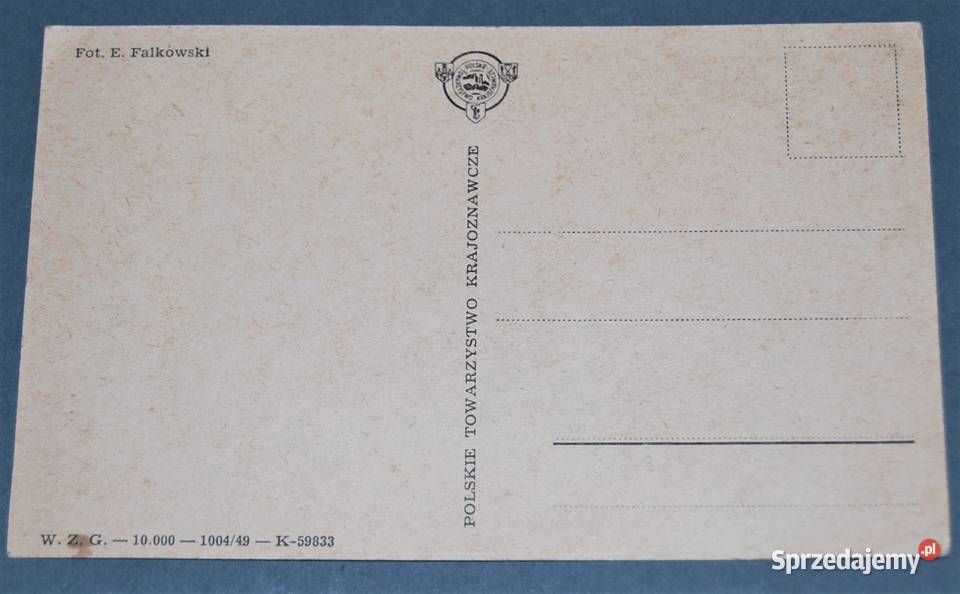 Fot. E. Falkowski
POLSKIE TOWARZYSTWO KRAJOZNAWCZE
W. Z. G. — 10.000 — 1004/49 — K-59833
Sprzedajemy.pl